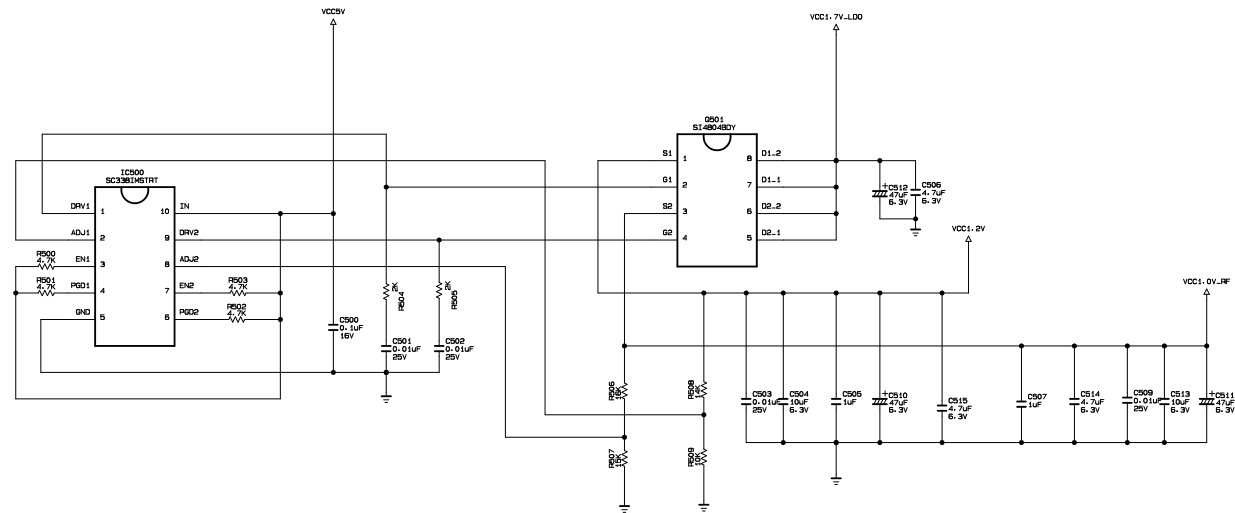 VCC5V
VCC1.7V_LDO
Q501
SI4804BDY
S1
1
8
D1_2
G1
2
7
D1_1
S2
3
6
D2_2
G2
4
5
D2_1
C512
47uF
6.3V
C506
4.7uF
6.3V
IC500
SC338IMSTRT
DRV1
1
10
IN
ADJ1
2
9
DRV2
R500
4.7K
EN1
3
8
ADJ2
R501
4.7K
PGD1
4
7
EN2
R503
4.7K
GND
5
6
PGD2
R502
4.7K
2K
R504
2K
R505
C500
0.1uF
16V
C501
0.01uF
25V
C502
0.01uF
25V
VCC1.2V
VCC1.0V_RF
R506
R508
14K
R507
15K
R509
10K
C503
0.01uF
25V
C504
10uF
6.3V
C505
1uF
C510
47uF
6.3V
C515
4.7uF
6.3V
C507
1uF
C514
4.7uF
6.3V
C509
0.01uF
25V
C513
10uF
6.3V
C511
47uF
6.3V